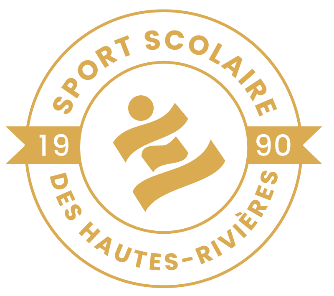 SPORT SCOLAIRE
19 90
DES HAUTES-RIVIÈRES